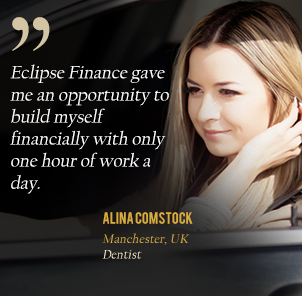 ”
Eclipse Finance gave
me an opportunity to
build myself
financially with only
one hour of work a
day.
ALINA COMSTOCK
Manchester, UK
Dentist